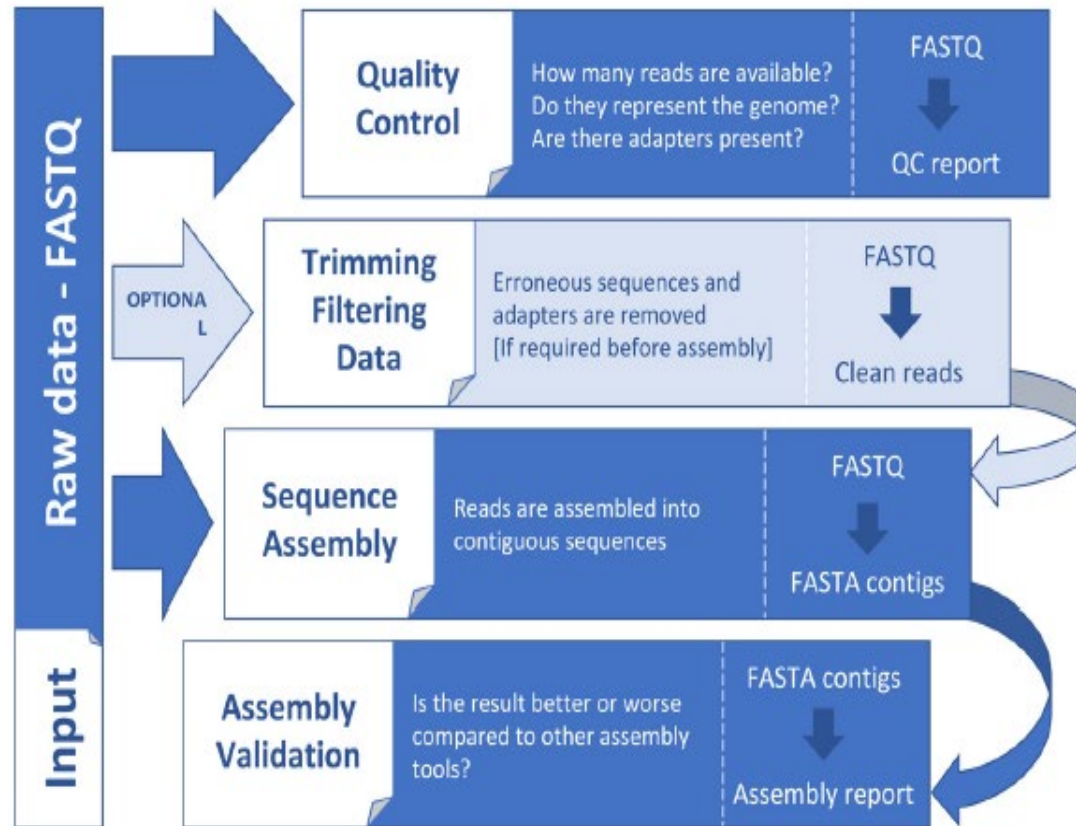 Raw data - FASTQ
Input
Quality
Control
How many reads are available?
Do they represent the genome?
Are there adapters present?
FASTQ
QC report
OPTIONA
L
Trimming
Filtering
Data
Erroneous sequences and
adapters are removed
[If required before assembly]
FASTQ
Clean reads
Sequence
Assembly
Reads are assembled into
contiguous sequences
FASTQ
FASTA contigs
Assembly
Validation
Is the result better or worse
compared to other assembly
tools?
FASTA contigs
Assembly report